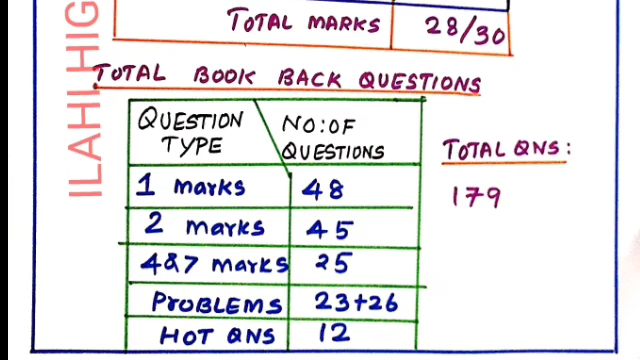 TOTAL MARKS 28/30
TOTAL BOOK BACK QUESTIONS
QUESTION TYPE NO:OF QUESTIONS
1 marks 48
2 marks 45
4&7 marks 25
PROBLEMS 23+26
HOT QNS 12
TOTAL QNS:
179
ILAHI HIG